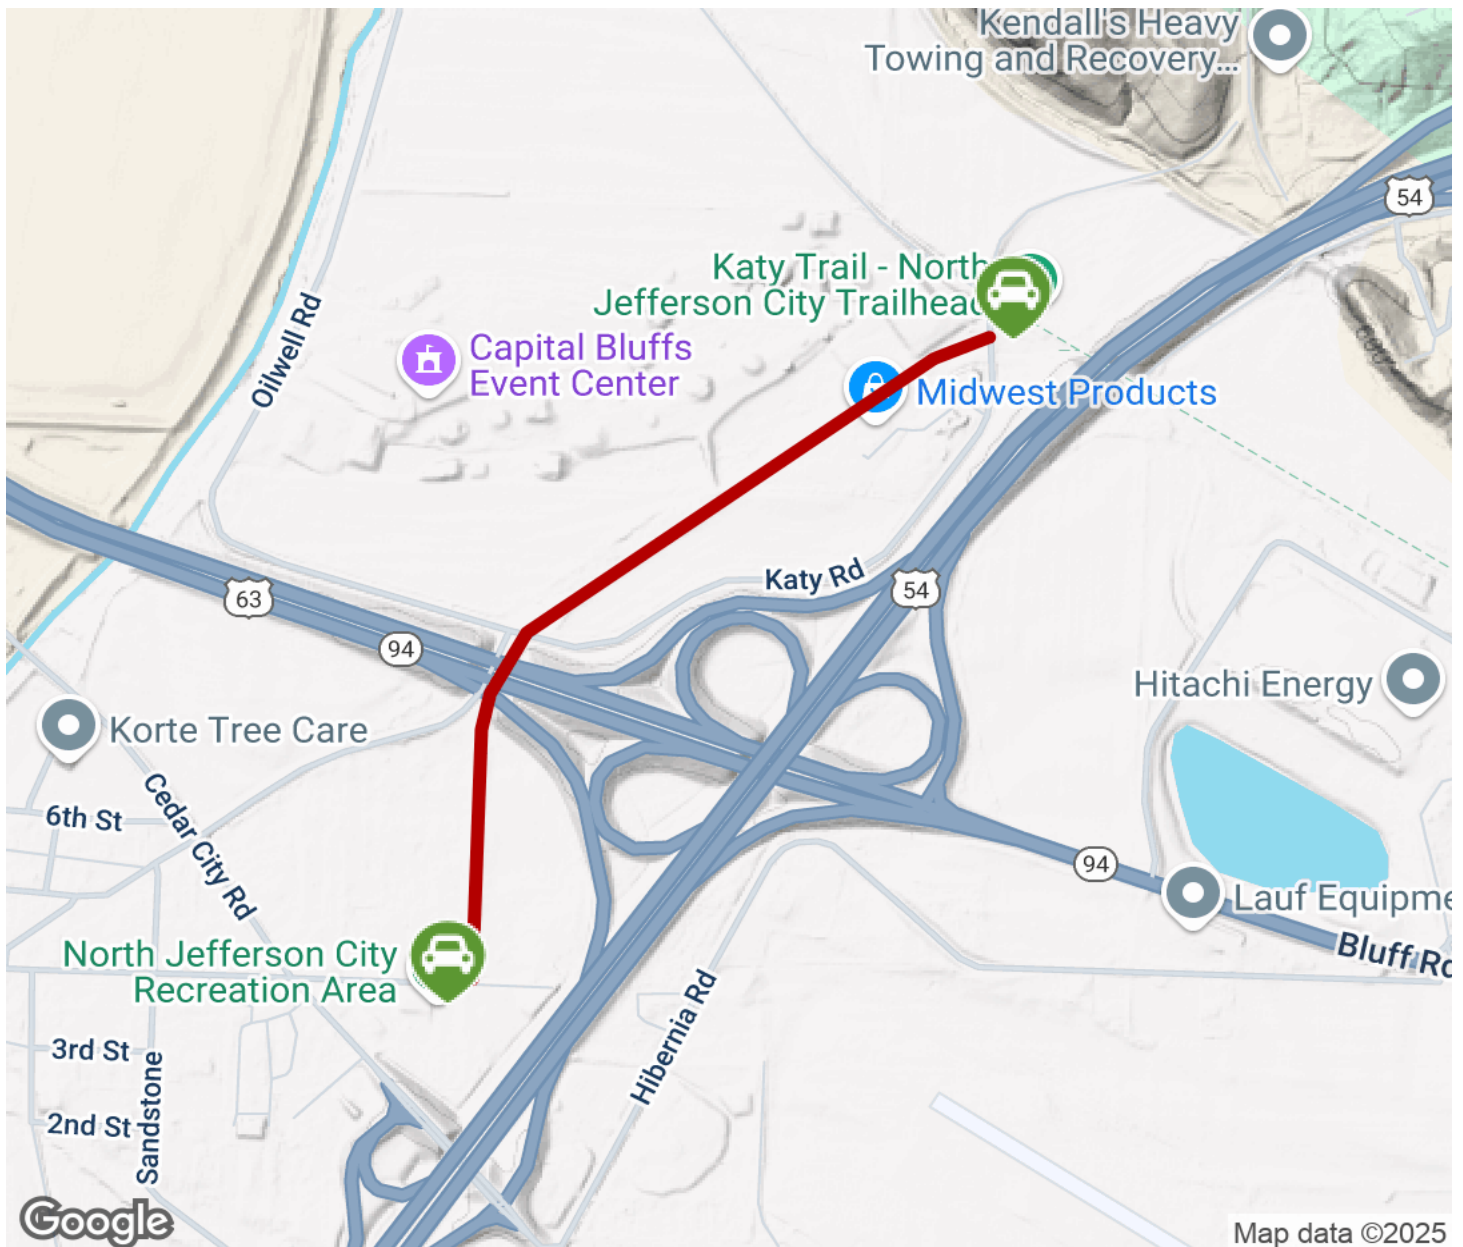 Kendall's Heavy
Towing and Recovery...
54
Katy Trail - North
Jefferson City Trailhead
Oilwell Rd
Capital Bluffs
Event Center
Midwest Products
Katy Rd
54
63
94
Hitachi Energy
Korte Tree Care
Cedar City Rd
6th St
94
Lauf Equipme
Bluff Rd
North Jefferson City
Recreation Area
Hibernia Rd
3rd St
Sandstone
2nd St
Google
Map data ©2025